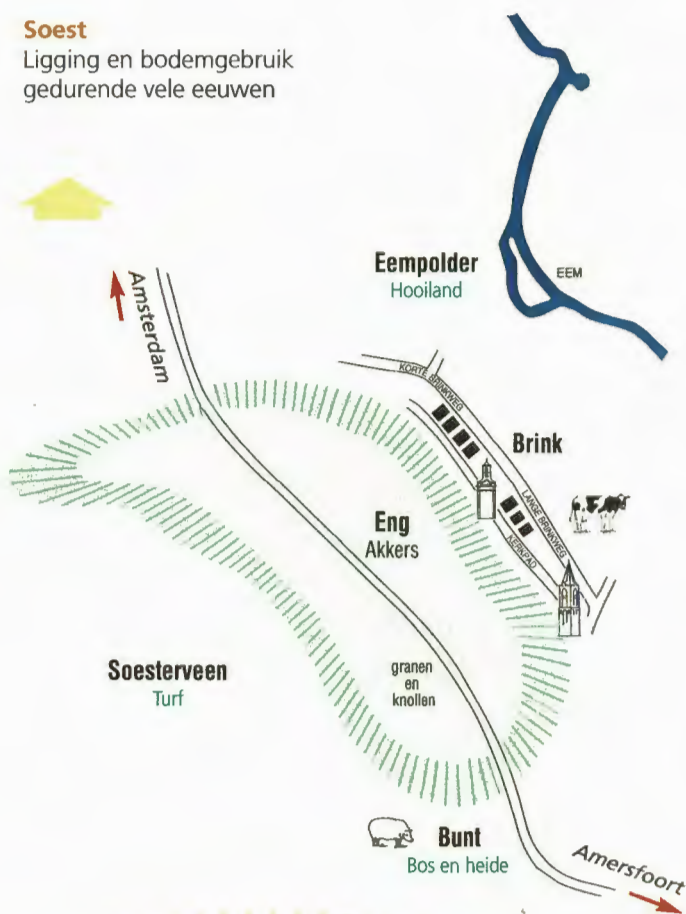 Soest
Ligging en bodemgebruik
gedurende vele eeuwen
Eempolder
Hooiland
EEM
Amsterdam
KORTE BRINKWEG
Brink
LANGE BRINKWEG
KERKPAD
Eng
Akkers
granen
en
knollen
Soesterveen
Turf
Bunt
Bos en heide
Amersfoort